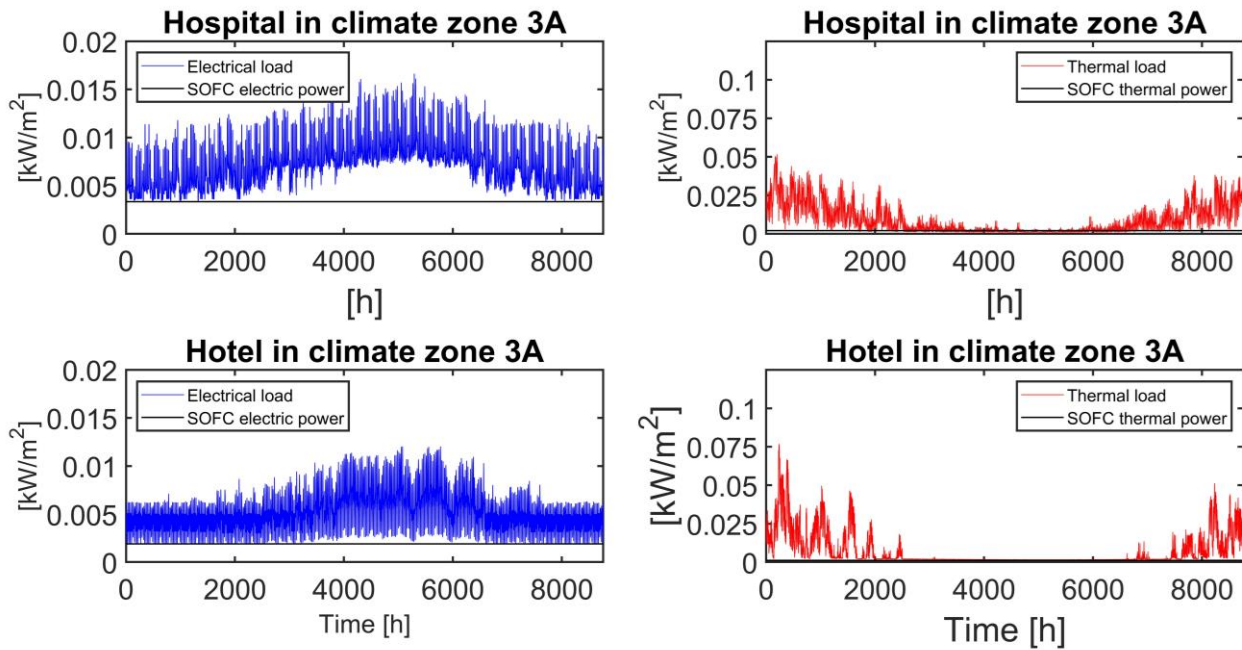 Hospital in climate zone 3A
0.02
0.015
0.01
0.005
0
[kW/m²]
Electrical load
SOFC electric power
0 2000 4000 6000 8000
[h]
Hospital in climate zone 3A
0.1
0.075
0.05
0.025
0
[kW/m²]
Thermal load
SOFC thermal power
0 2000 4000 6000 8000
[h]
Hotel in climate zone 3A
0.02
0.015
0.01
0.005
0
[kW/m²]
Electrical load
SOFC electric power
0 2000 4000 6000 8000
Time [h]
Hotel in climate zone 3A
0.1
0.075
0.05
0.025
0
[kW/m²]
Thermal load
SOFC thermal power
0 2000 4000 6000 8000
Time [h]